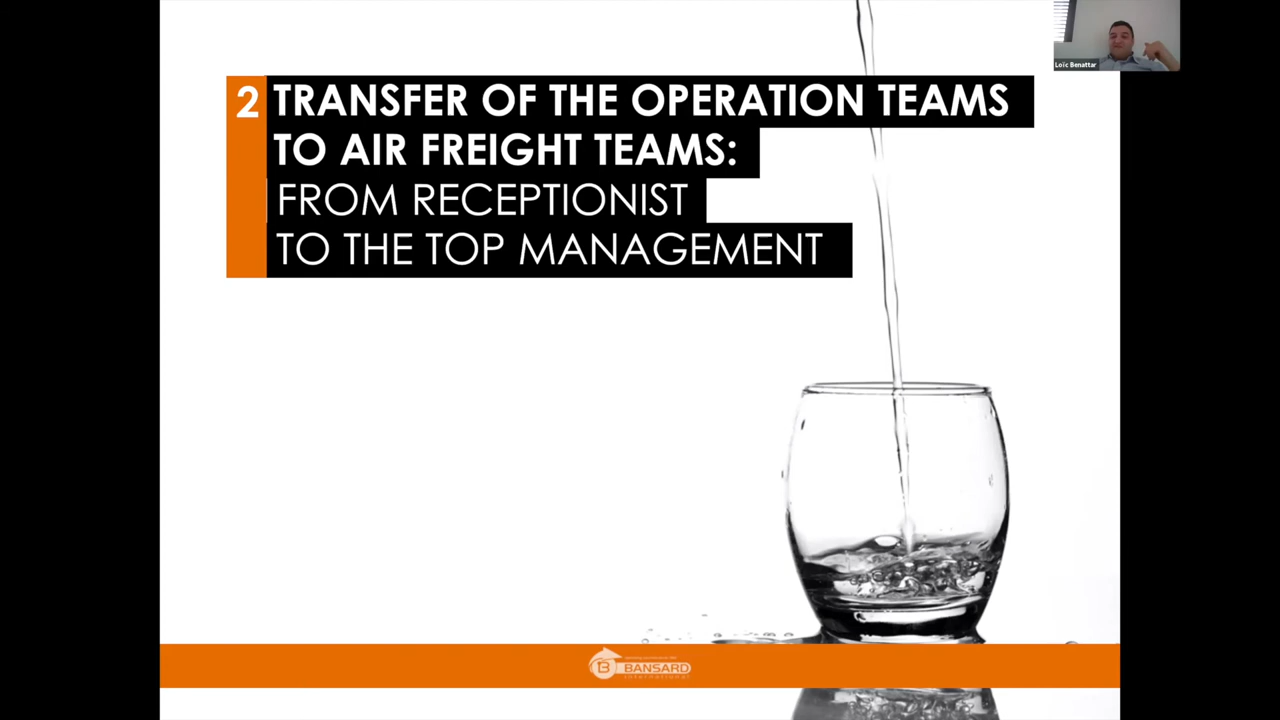 Loïc Benattar
2 TRANSFER OF THE OPERATION TEAMS
TO AIR FREIGHT TEAMS:
FROM RECEPTIONIST
TO THE TOP MANAGEMENT
B BANSARD
international